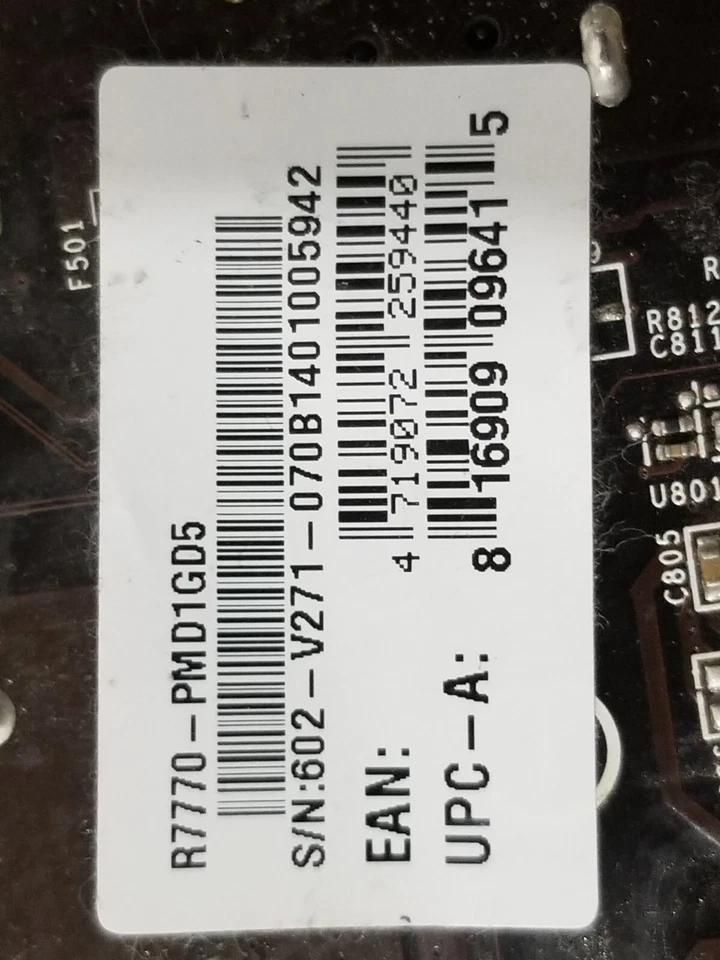 R7770-PMD1GD5
S/N:602-V271-070B1401005942
EAN: 4 719072 259440
UPC-A: 8 16909 09641 5
F501
R812
C811
U801
C805